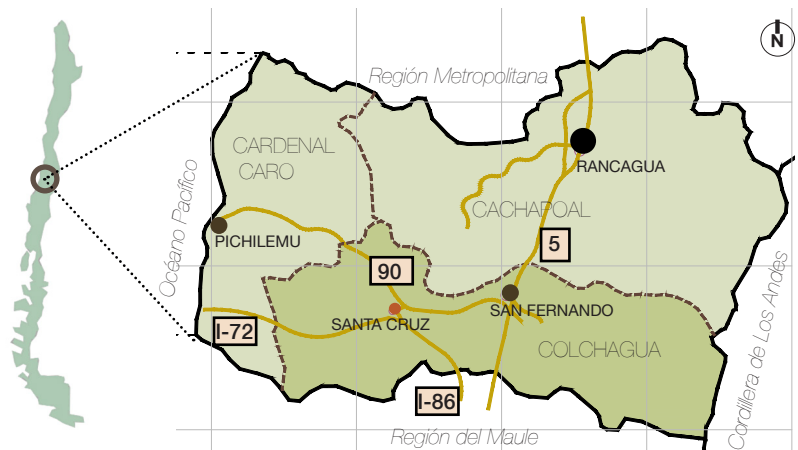 N
Región Metropolitana
CARDENAL
CARO
RANCAGUA
Océano Pacífico
CACHAPOAL
PICHILEMU
5
90
SAN FERNANDO
SANTA CRUZ
I-72
COLCHAGUA
Cordillera de Los Andes
I-86
Región del Maule